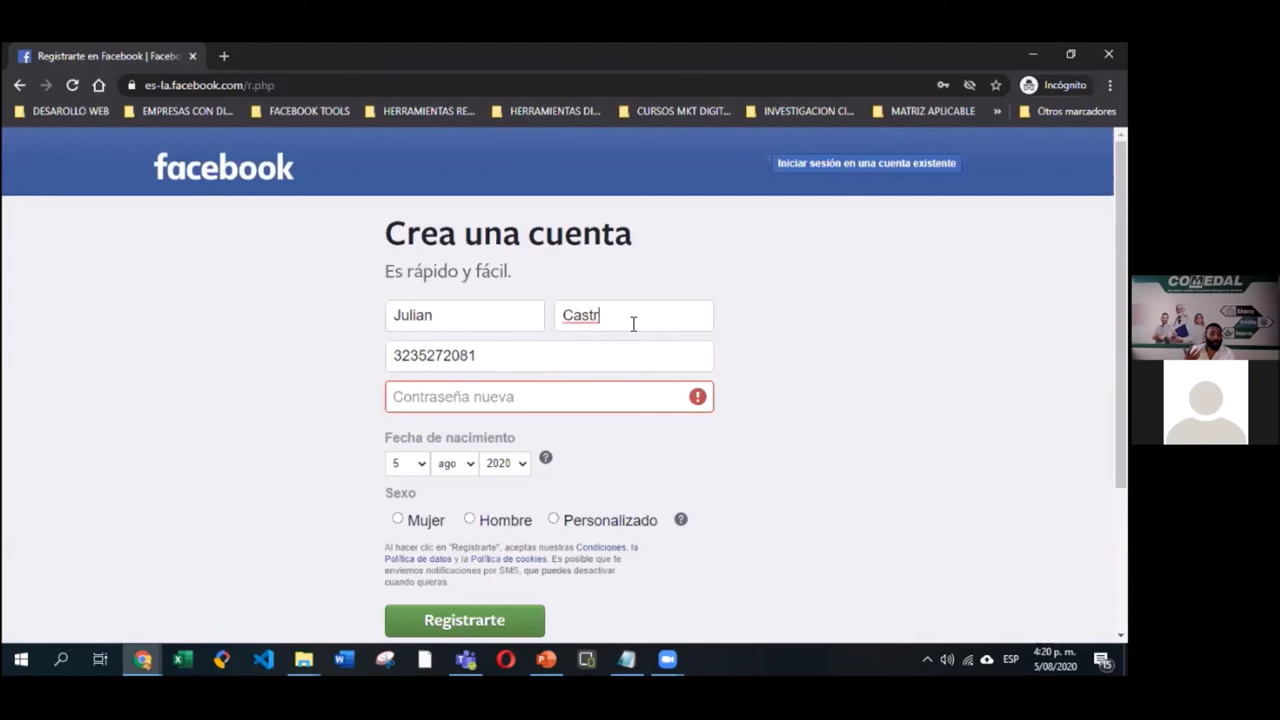 Registrarte en Facebook | Facebo
es-la.facebook.com/r.php
Incógnito
DESAROLLO WEB
EMPRESAS CON DI...
FACEBOOK TOOLS
HERRAMIENTAS RE...
HERRAMIENTAS DI...
CURSOS MKT DIGIT...
INVESTIGACION CI...
MATRIZ APLICABLE
»
Otros marcadores
facebook
Iniciar sesión en una cuenta existente
Crea una cuenta
Es rápido y fácil.
Julian
Castr
3235272081
Contraseña nueva
Fecha de nacimiento
5 ago 2020
Sexo
Mujer Hombre Personalizado
Al hacer clic en "Registrarte", aceptas nuestras Condiciones, la
Política de datos y la Política de cookies. Es posible que te
enviemos notificaciones por SMS, que puedes desactivar
cuando quieras.
Registrarte
COMEDAL
Ahorro
Crédito
ESP
4:20 p. m.
5/08/2020
15